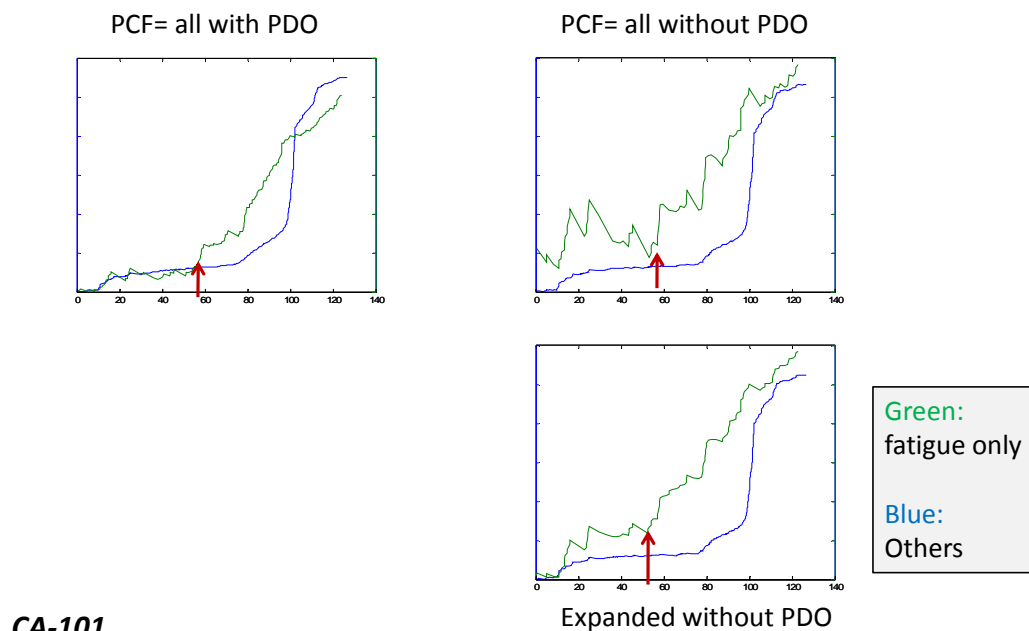 PCF= all with PDO
PCF= all without PDO
0 20 40 60 80 100 120 140
0 20 40 60 80 100 120 140
0 20 40 60 80 100 120 140
Green:
fatigue only
Blue:
Others
Expanded without PDO
CA-101